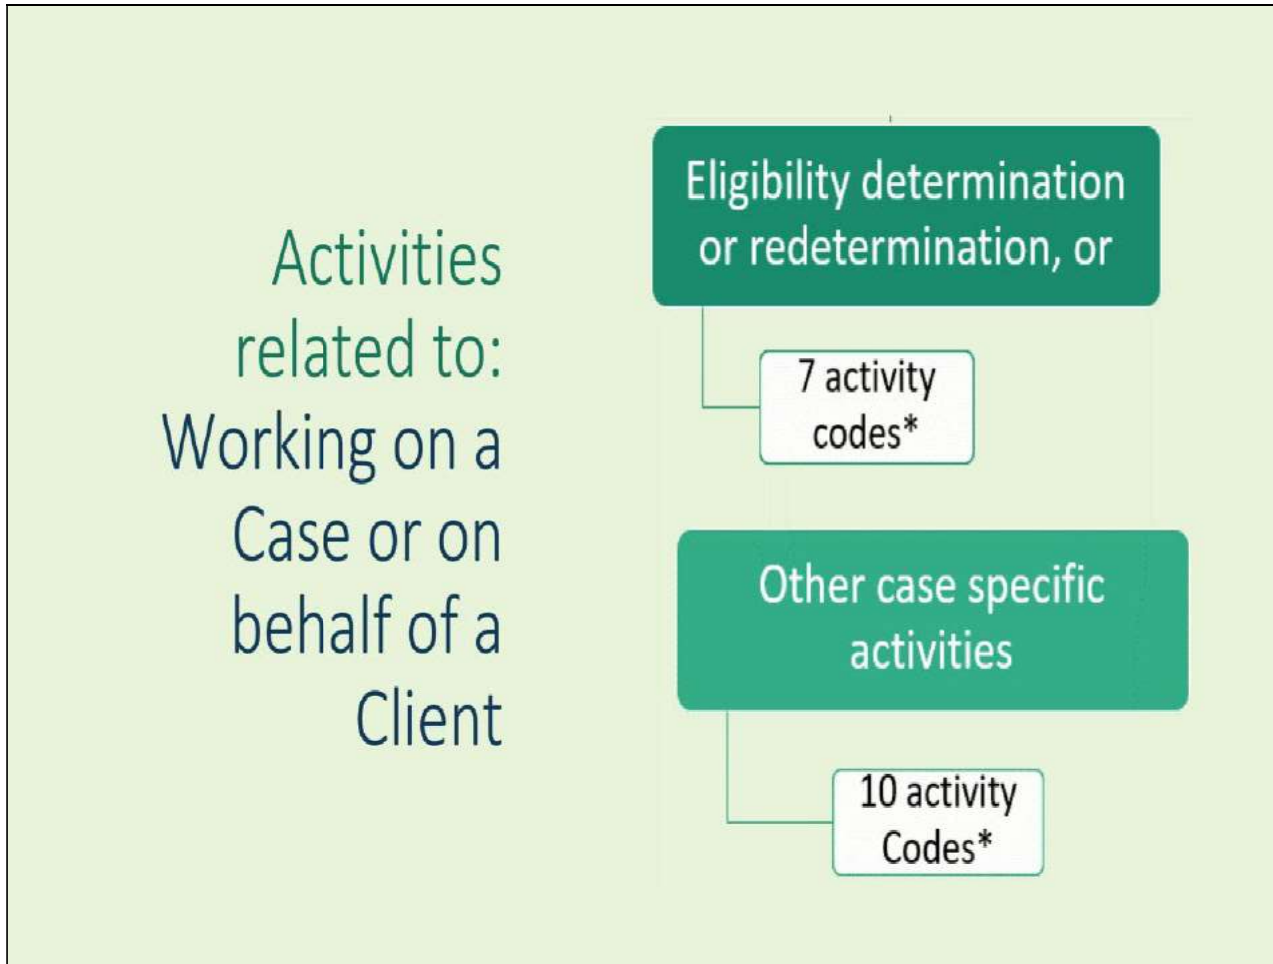 Activities
related to:
Working on a
Case or on
behalf of a
Client
Eligibility determination
or redetermination, or
7 activity
codes*
Other case specific
activities
10 activity
Codes*